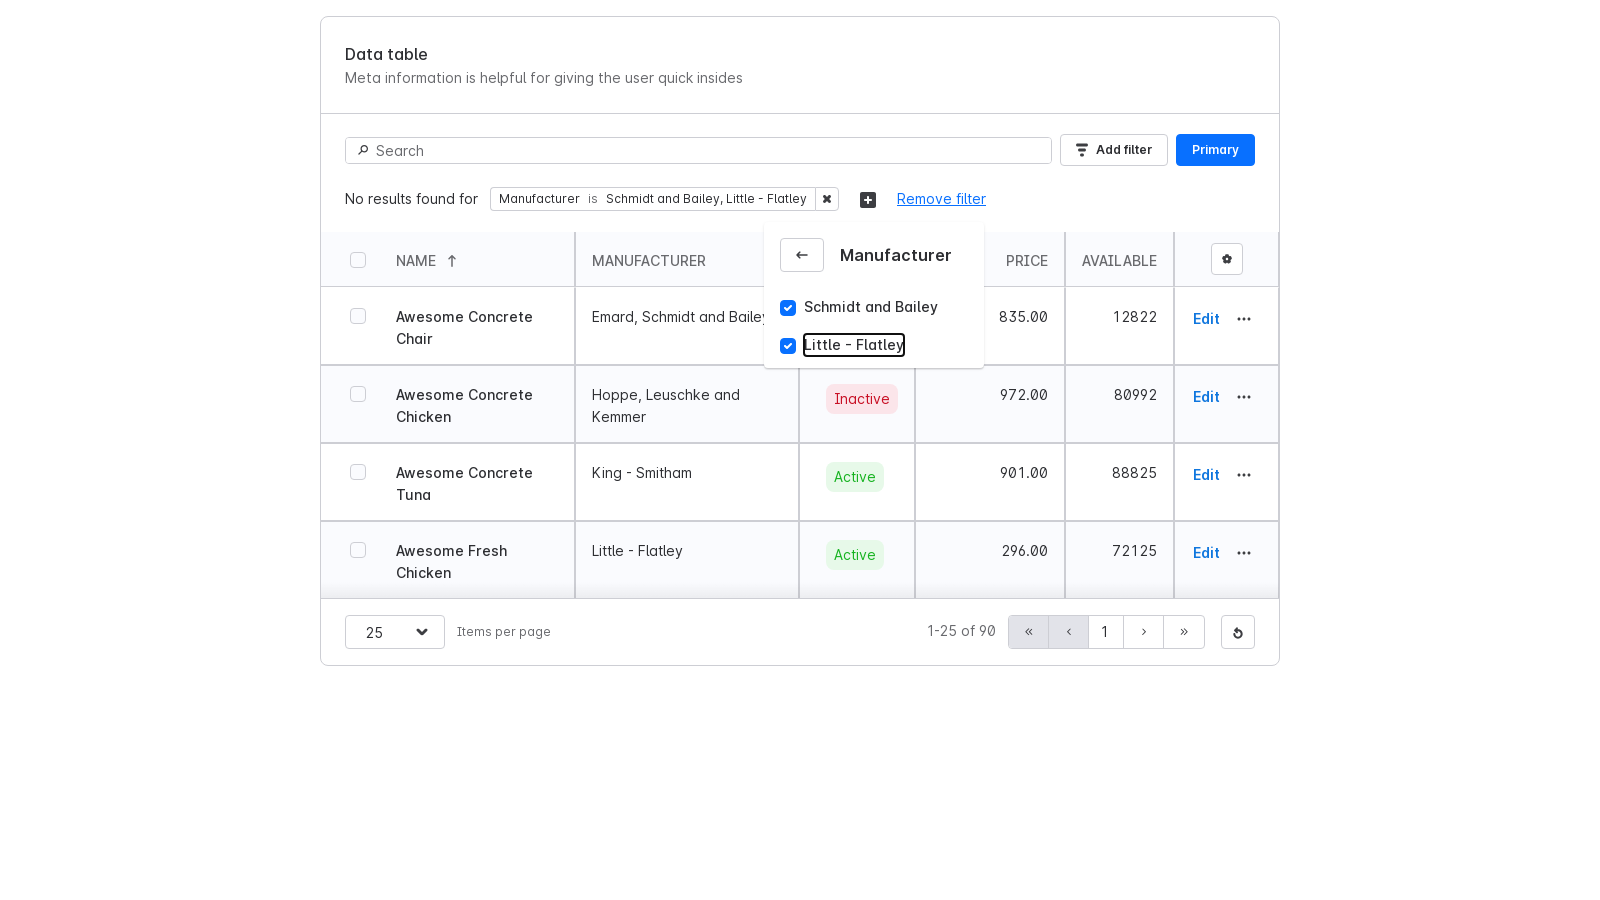 Data table
Meta information is helpful for giving the user quick insides
Search
Add filter
Primary
No results found for
Manufacturer is Schmidt and Bailey, Little - Flatley
Remove filter
Manufacturer
Schmidt and Bailey
Little - Flatley
NAME
MANUFACTURER
PRICE
AVAILABLE
Awesome Concrete
Chair
Emard, Schmidt and Bailey
835.00
12822
Edit
Awesome Concrete
Chicken
Hoppe, Leuschke and
Kemmer
Inactive
972.00
80992
Edit
Awesome Concrete
Tuna
King - Smitham
Active
901.00
88825
Edit
Awesome Fresh
Chicken
Little - Flatley
Active
296.00
72125
Edit
25
Items per page
1-25 of 90
«
‹
1
›
»